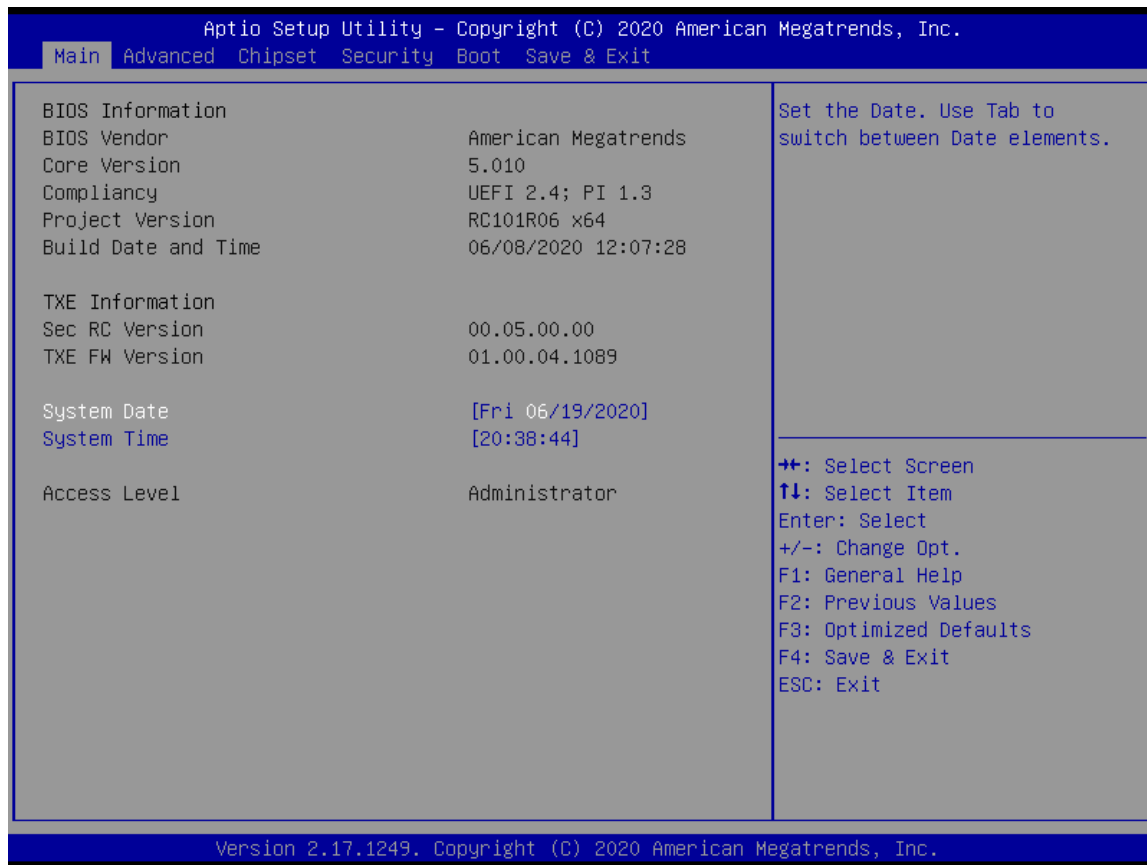 Aptio Setup Utility – Copyright (C) 2020 American Megatrends, Inc.
Main Advanced Chipset Security Boot Save & Exit
BIOS Information
BIOS Vendor American Megatrends
Core Version 5.010
Compliancy UEFI 2.4; PI 1.3
Project Version RC101R06 x64
Build Date and Time 06/08/2020 12:07:28
TXE Information
Sec RC Version 00.05.00.00
TXE FW Version 01.00.04.1089
System Date [Fri 06/19/2020]
System Time [20:38:44]
Access Level Administrator
Set the Date. Use Tab to
switch between Date elements.
→←: Select Screen
↑↓: Select Item
Enter: Select
+/-: Change Opt.
F1: General Help
F2: Previous Values
F3: Optimized Defaults
F4: Save & Exit
ESC: Exit
Version 2.17.1249. Copyright (C) 2020 American Megatrends, Inc.